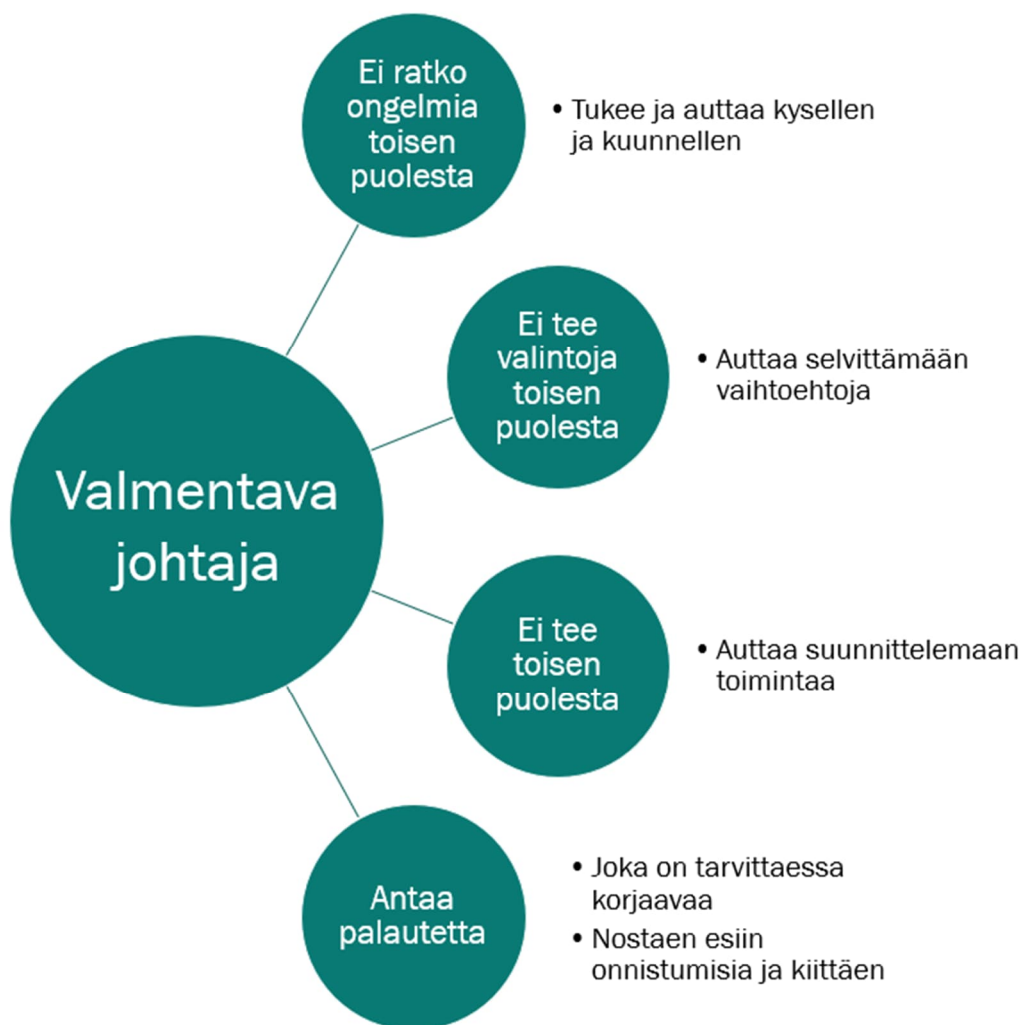 Ei ratko
ongelmia
toisen
puolesta
• Tukee ja auttaa kysellen
ja kuunnellen
Ei tee
valintoja
toisen
puolesta
• Auttaa selvittämään
vaihtoehtoja
Valmentava
johtaja
Ei tee
toisen
puolesta
• Auttaa suunnittelemaan
toimintaa
Antaa
palautetta
• Joka on tarvittaessa
korjaavaa
• Nostaen esiin
onnistumisia ja kiittäen